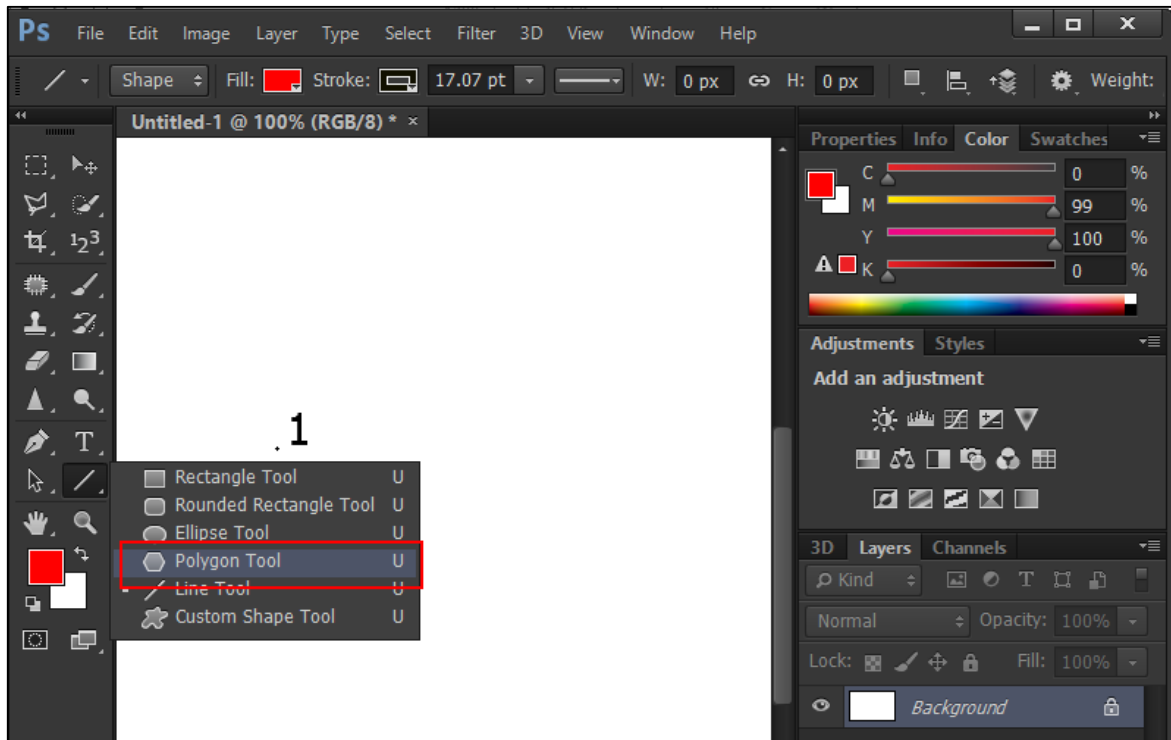 Ps File Edit Image Layer Type Select Filter 3D View Window Help
Shape Fill: Stroke: 17.07 pt W: 0 px H: 0 px Weight:
Untitled-1 @ 100% (RGB/8) * ×
Properties Info Color Swatches
C 0 %
M 99 %
Y 100 %
K 0 %
Adjustments Styles
Add an adjustment
1
Rectangle Tool U
Rounded Rectangle Tool U
Ellipse Tool U
Polygon Tool U
Line Tool U
Custom Shape Tool U
3D Layers Channels
Kind
Normal Opacity: 100%
Lock: Fill: 100%
Background